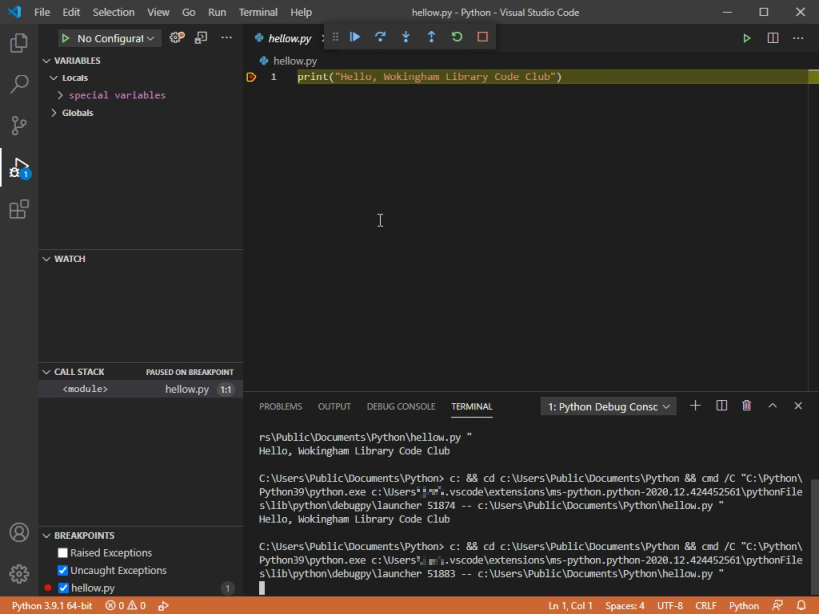 File Edit Selection View Go Run Terminal Help hellow.py - Python - Visual Studio Code
No Configurat
hellow.py
VARIABLES
Locals
special variables
Globals
hellow.py
1 print("Hello, Wokingham Library Code Club")
1
WATCH
CALL STACK PAUSED ON BREAKPOINT
<module> hellow.py 1:1
PROBLEMS OUTPUT DEBUG CONSOLE TERMINAL 1: Python Debug Consc
rs\Public\Documents\Python\hellow.py "
Hello, Wokingham Library Code Club
C:\Users\Public\Documents\Python> c: && cd c:\Users\Public\Documents\Python && cmd /C "C:\Python\
Python39\python.exe c:\Users .vscode\extensions\ms-python.python-2020.12.424452561\pythonFile
s\lib\python\debugpy\launcher 51874 -- c:\Users\Public\Documents\Python\hellow.py "
Hello, Wokingham Library Code Club
C:\Users\Public\Documents\Python> c: && cd c:\Users\Public\Documents\Python && cmd /C "C:\Python\
Python39\python.exe c:\Users .vscode\extensions\ms-python.python-2020.12.424452561\pythonFile
s\lib\python\debugpy\launcher 51883 -- c:\Users\Public\Documents\Python\hellow.py "
BREAKPOINTS
Raised Exceptions
Uncaught Exceptions
hellow.py 1
Python 3.9.1 64-bit 0 0 Ln 1, Col 1 Spaces: 4 UTF-8 CRLF Python